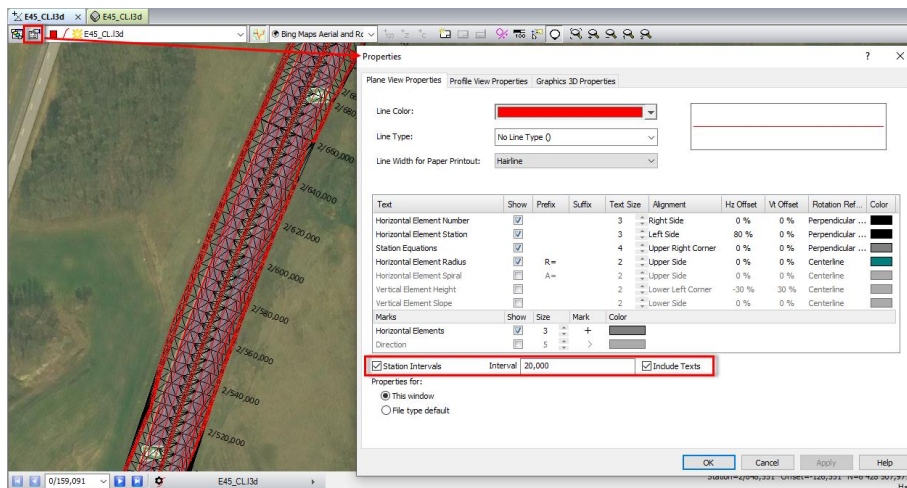 E45_CL.l3d × E45_CL.l3d
E45_CL.l3d Bing Maps Aerial and Rc
Properties ? ×
Plane View Properties Profile View Properties Graphics 3D Properties
Line Color:
Line Type: No Line Type ()
Line Width for Paper Printout: Hairline
Text Show Prefix Suffix Text Size Alignment Hz Offset Vt Offset Rotation Ref... Color
Horizontal Element Number 3 Right Side 0 % 0 % Perpendicular ...
Horizontal Element Station 3 Left Side 80 % 0 % Perpendicular ...
Station Equations 4 Upper Right Corner 0 % 0 % Perpendicular ...
Horizontal Element Radius R= 2 Upper Side 0 % 0 % Centerline
Horizontal Element Spiral A= 2 Upper Side 0 % 0 % Centerline
Vertical Element Height 2 Lower Left Corner -30 % 30 % Centerline
Vertical Element Slope 2 Lower Side 0 % 0 % Centerline
Marks Show Size Mark Color
Horizontal Elements 3 +
Direction 5 >
Station Intervals Interval 20,000 Include Texts
Properties for:
This window
File type default
OK Cancel Apply Help
2/680,
2/660,000
2/640,000
2/620,000
2/600,000
2/580,000
2/560,000
2/540,000
2/520,000
0/159,091 E45_CL.l3d